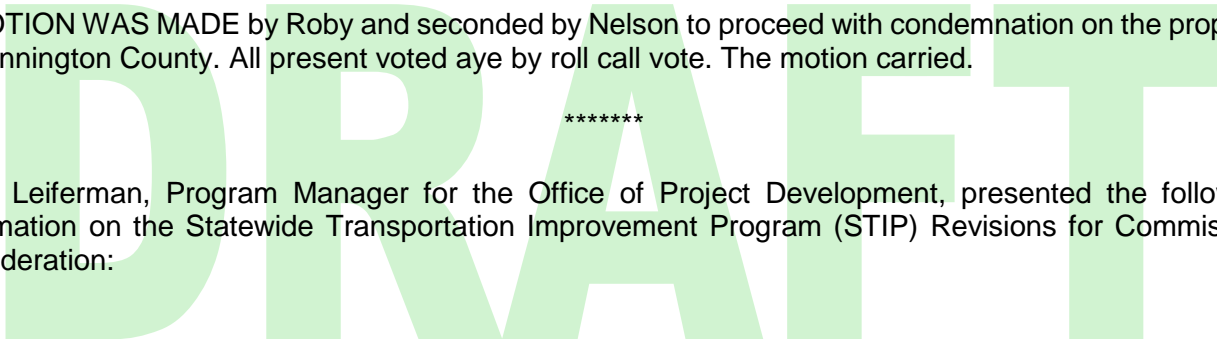 OTION WAS MADE by Roby and seconded by Nelson to proceed with condemnation on the prop
nnington County. All present voted aye by roll call vote. The motion carried.
*******
Leiferman, Program Manager for the Office of Project Development, presented the follo
mation on the Statewide Transportation Improvement Program (STIP) Revisions for Commis
deration:
DRAFT